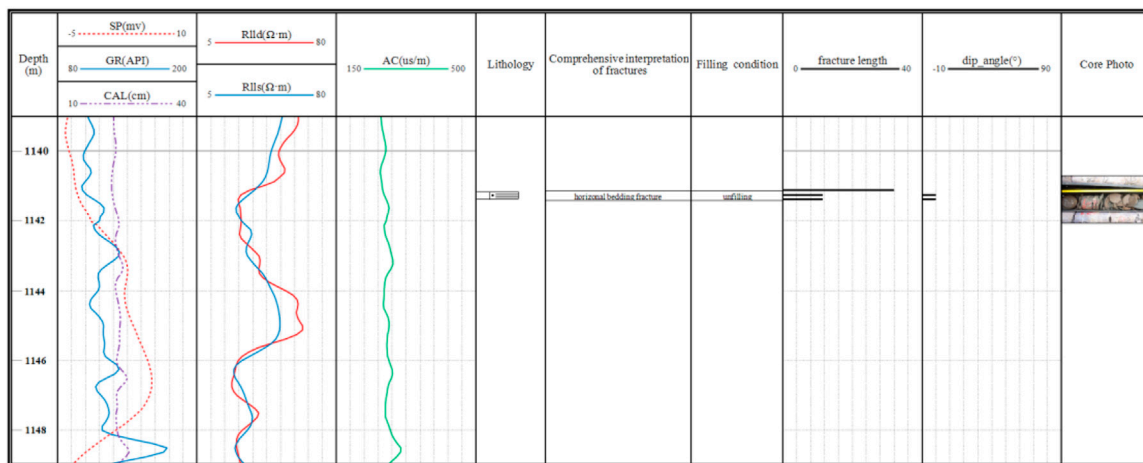 Depth
(m)
SP(mv)
-5 10
GR(API)
80 200
CAL(cm)
10 40
Rlld(Ω·m)
5 80
Rlls(Ω·m)
5 80
AC(us/m)
150 500
Lithology
Comprehensive interpretation
of fractures
Filling condition
fracture length
0 40
dip_angle(°)
-10 90
Core Photo
1140
horizonal bedding fracture
unfilling
1142
1144
1146
1148